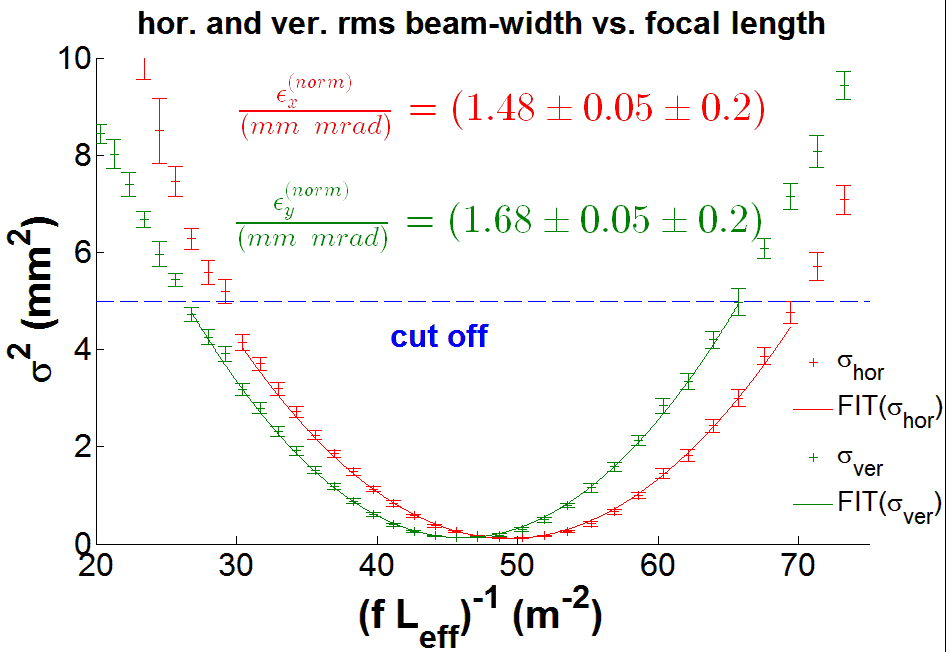 hor. and ver. rms beam-width vs. focal length
10
8
6
4
2
0
σ² (mm²)
ϵₓ⁽ⁿᵒʳᵐ⁾/(mm mrad) = (1.48 ± 0.05 ± 0.2)
ϵ_y⁽ⁿᵒʳᵐ⁾/(mm mrad) = (1.68 ± 0.05 ± 0.2)
cut off
σ_hor
FIT(σ_hor)
σ_ver
FIT(σ_ver)
20 30 40 50 60 70
(f L_eff)⁻¹ (m⁻²)